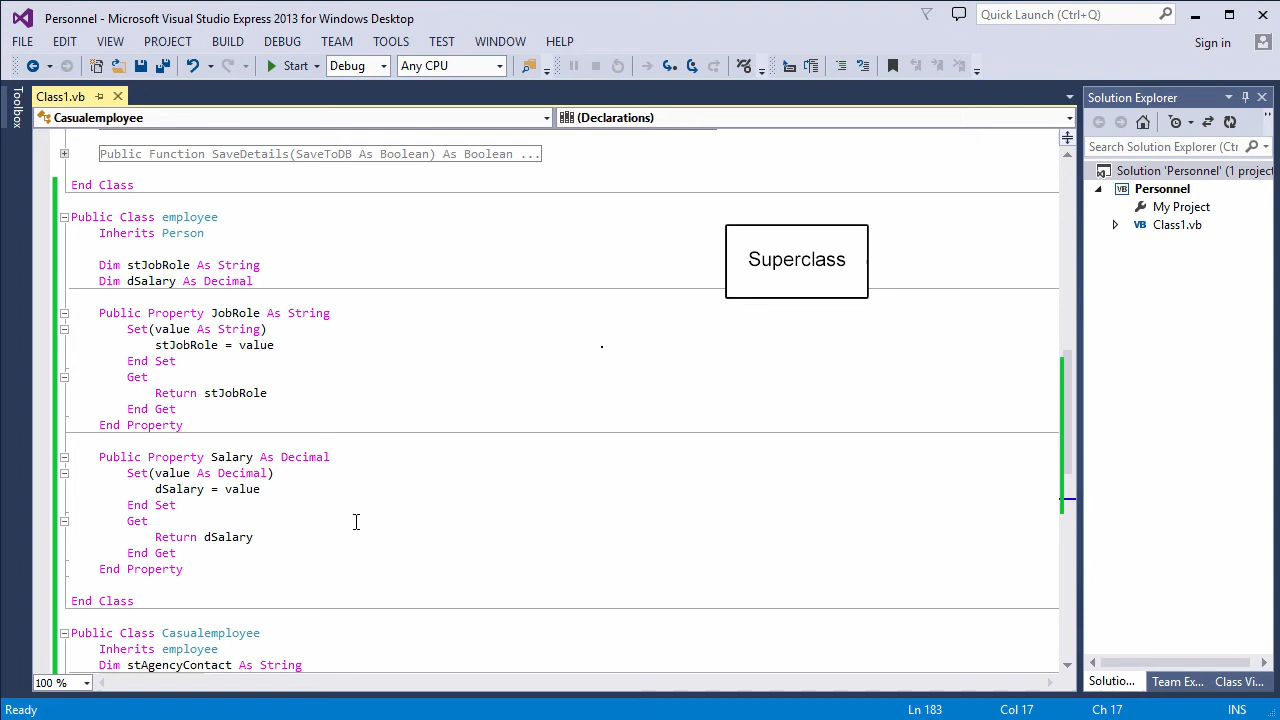 Personnel - Microsoft Visual Studio Express 2013 for Windows Desktop
Quick Launch (Ctrl+Q)
FILE EDIT VIEW PROJECT BUILD DEBUG TEAM TOOLS TEST WINDOW HELP
Sign in
Start Debug Any CPU
Toolbox
Class1.vb
Solution Explorer
Casualemployee (Declarations)
Search Solution Explorer (Ctrl
Solution 'Personnel' (1 project
Personnel
My Project
VB Class1.vb
Public Function SaveDetails(SaveToDB As Boolean) As Boolean ...
End Class
Public Class employee
Inherits Person
Dim stJobRole As String
Dim dSalary As Decimal
Superclass
Public Property JobRole As String
Set(value As String)
stJobRole = value
End Set
Get
Return stJobRole
End Get
End Property
Public Property Salary As Decimal
Set(value As Decimal)
dSalary = value
End Set
Get
Return dSalary
End Get
End Property
End Class
Public Class Casualemployee
Inherits employee
Dim stAgencyContact As String
100 %
Solutio... Team Ex... Class Vi...
Ready Ln 183 Col 17 Ch 17 INS